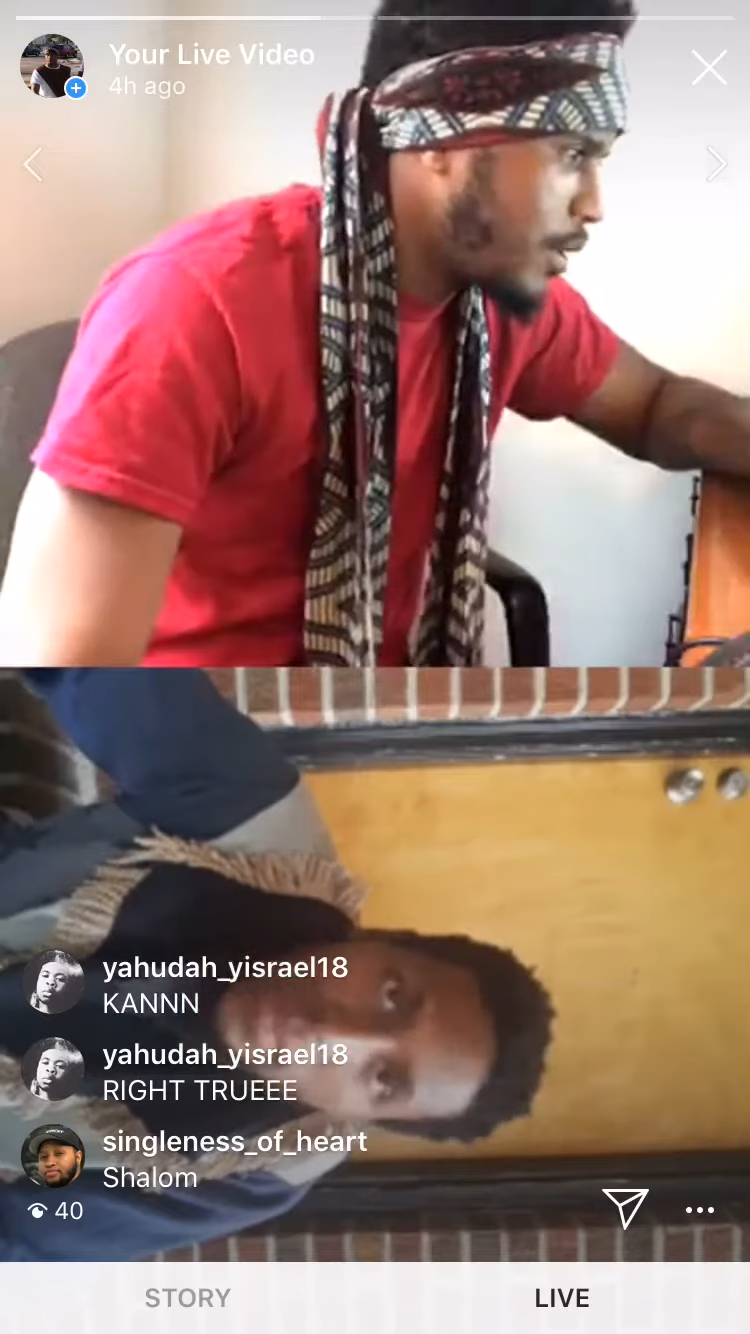 Your Live Video
4h ago
yahudah_yisrael18
KANNN
yahudah_yisrael18
RIGHT TRUEEE
singleness_of_heart
Shalom
40
STORY
LIVE